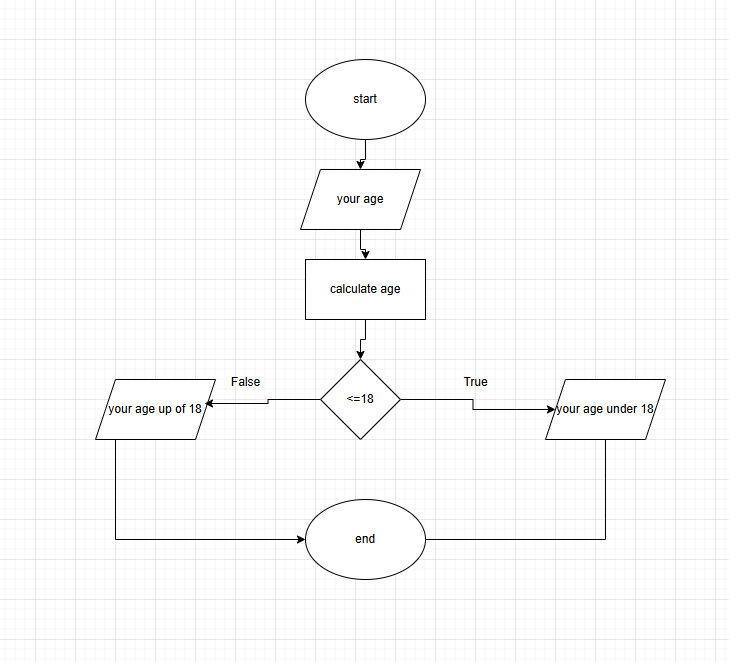 start
your age
calculate age
False
True
<=18
your age up of 18
your age under 18
end